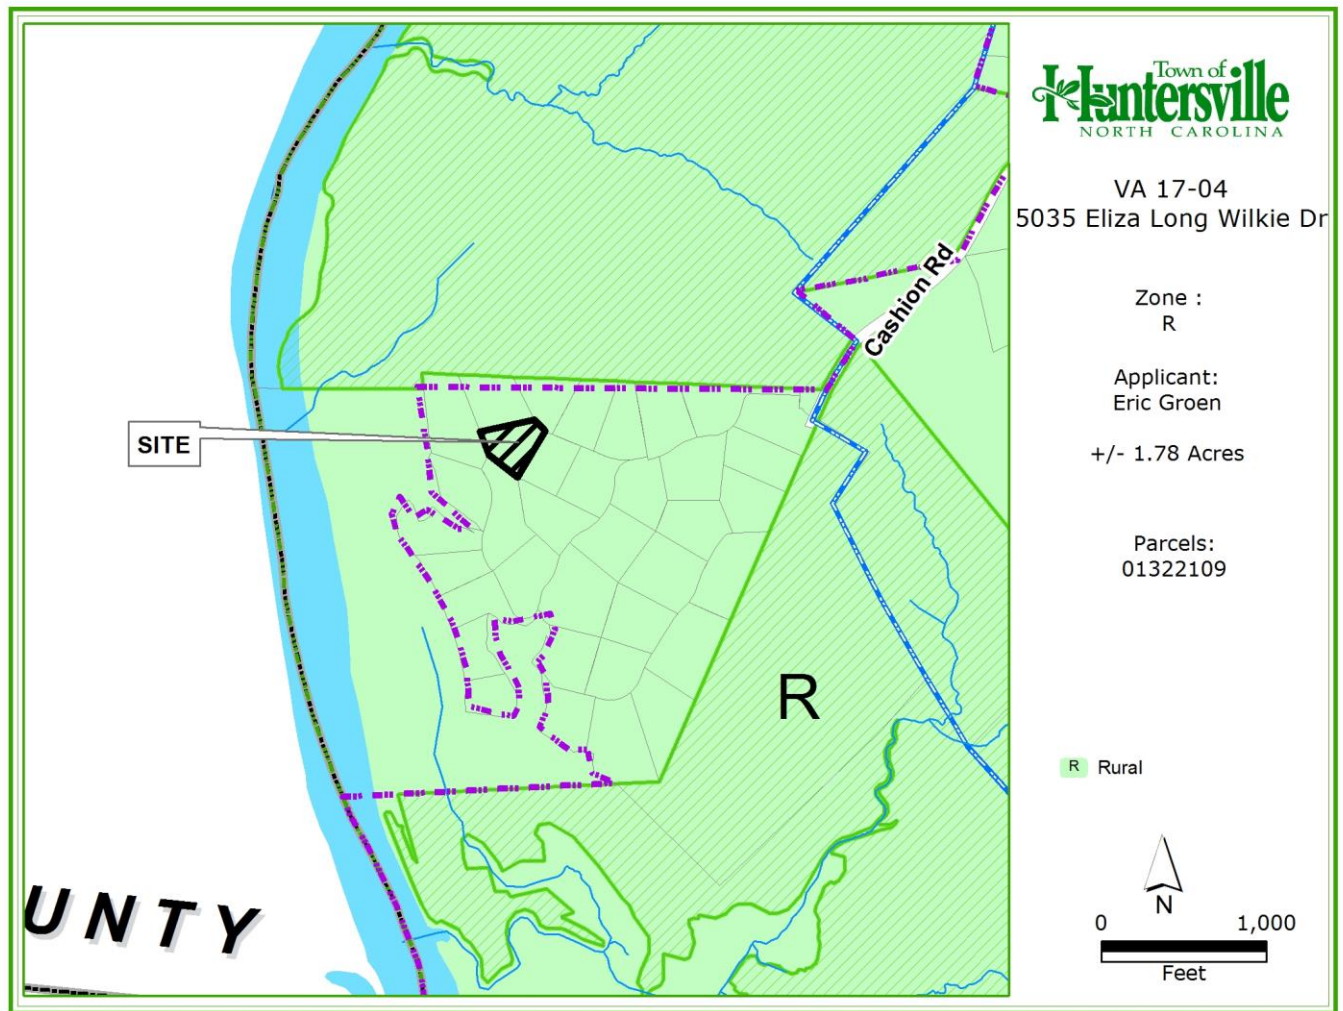 Town of
Huntersville
NORTH CAROLINA
VA 17-04
5035 Eliza Long Wilkie Dr
Zone :
R
Applicant:
Eric Groen
+/- 1.78 Acres
Parcels:
01322109
R Rural
N
0 1,000
Feet
Cashion Rd
SITE
R
UNTY